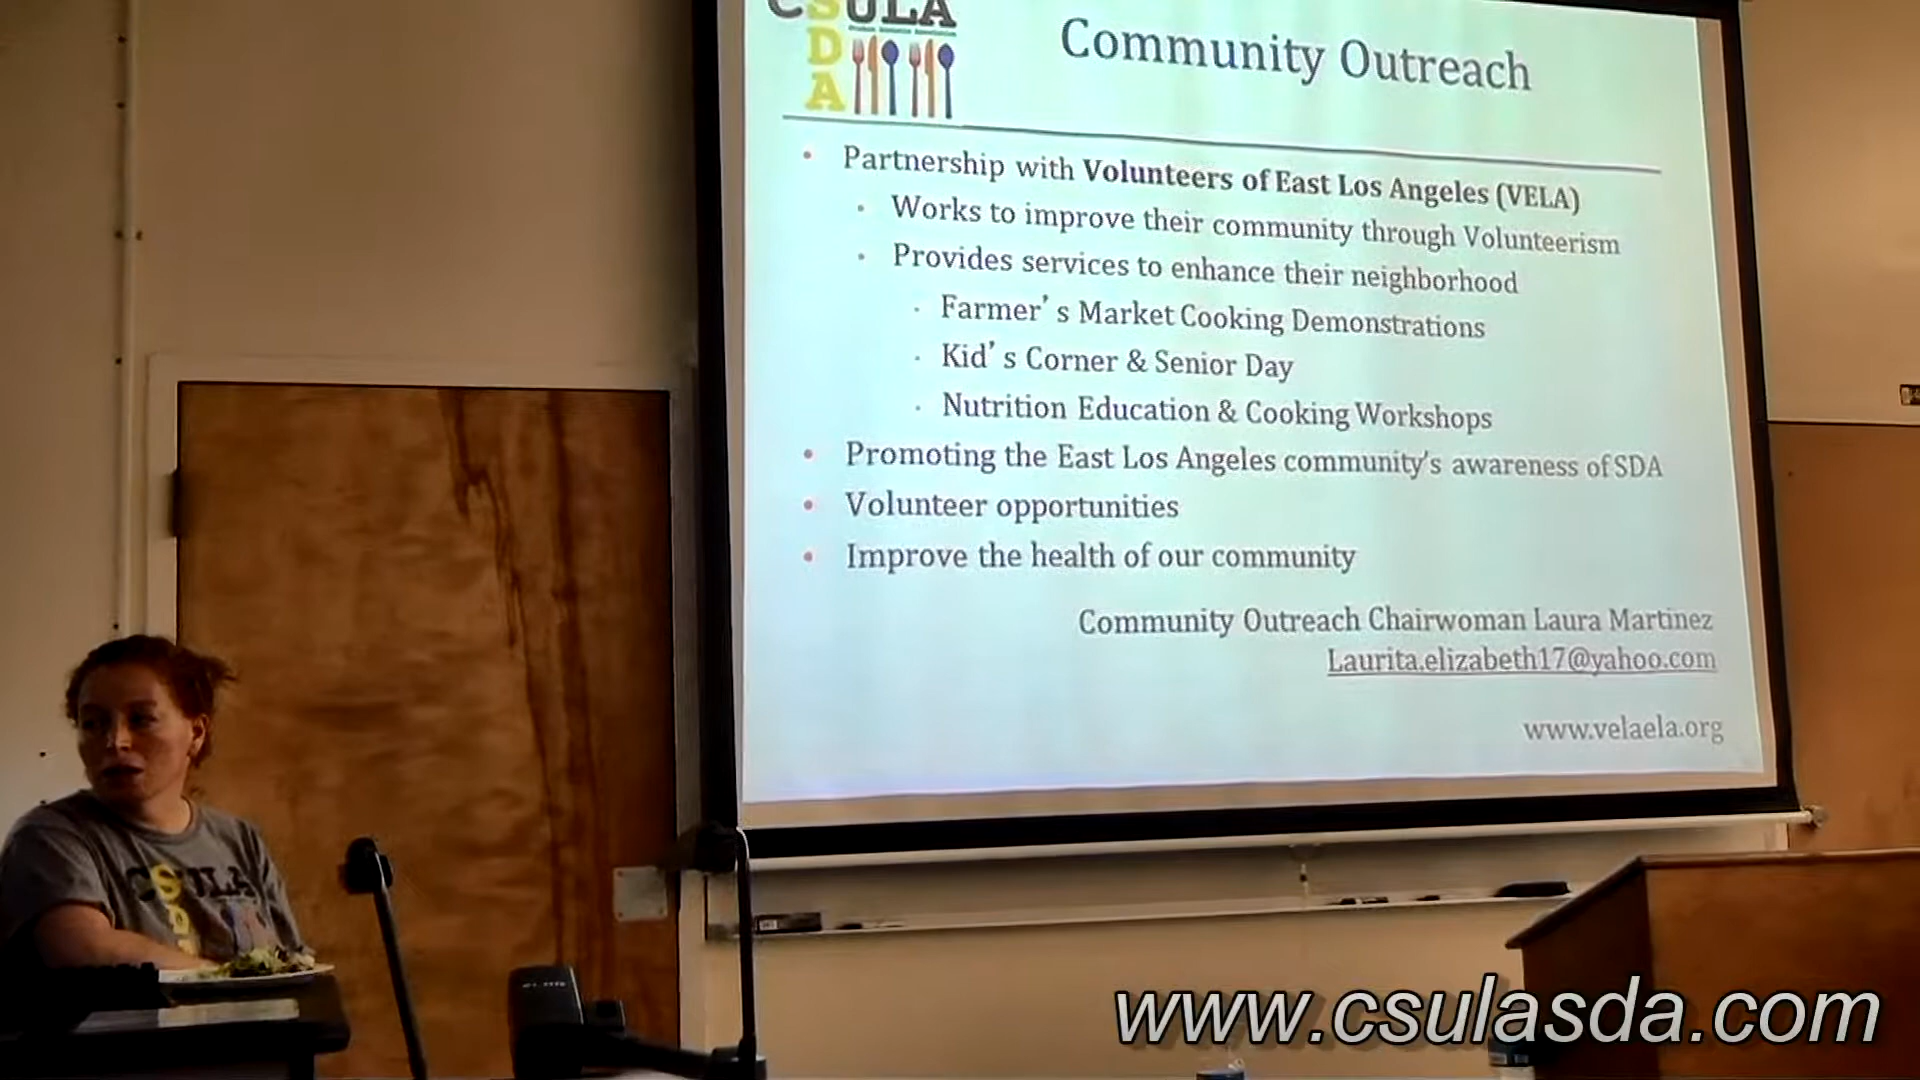 CSULA
SDA
Community Outreach
• Partnership with Volunteers of East Los Angeles (VELA)
• Works to improve their community through Volunteerism
• Provides services to enhance their neighborhood
• Farmer’s Market Cooking Demonstrations
• Kid’s Corner & Senior Day
• Nutrition Education & Cooking Workshops
• Promoting the East Los Angeles community's awareness of SDA
• Volunteer opportunities
• Improve the health of our community
Community Outreach Chairwoman Laura Martinez
Laurita.elizabeth17@yahoo.com
www.velaela.org
CSULA
www.csulasda.com